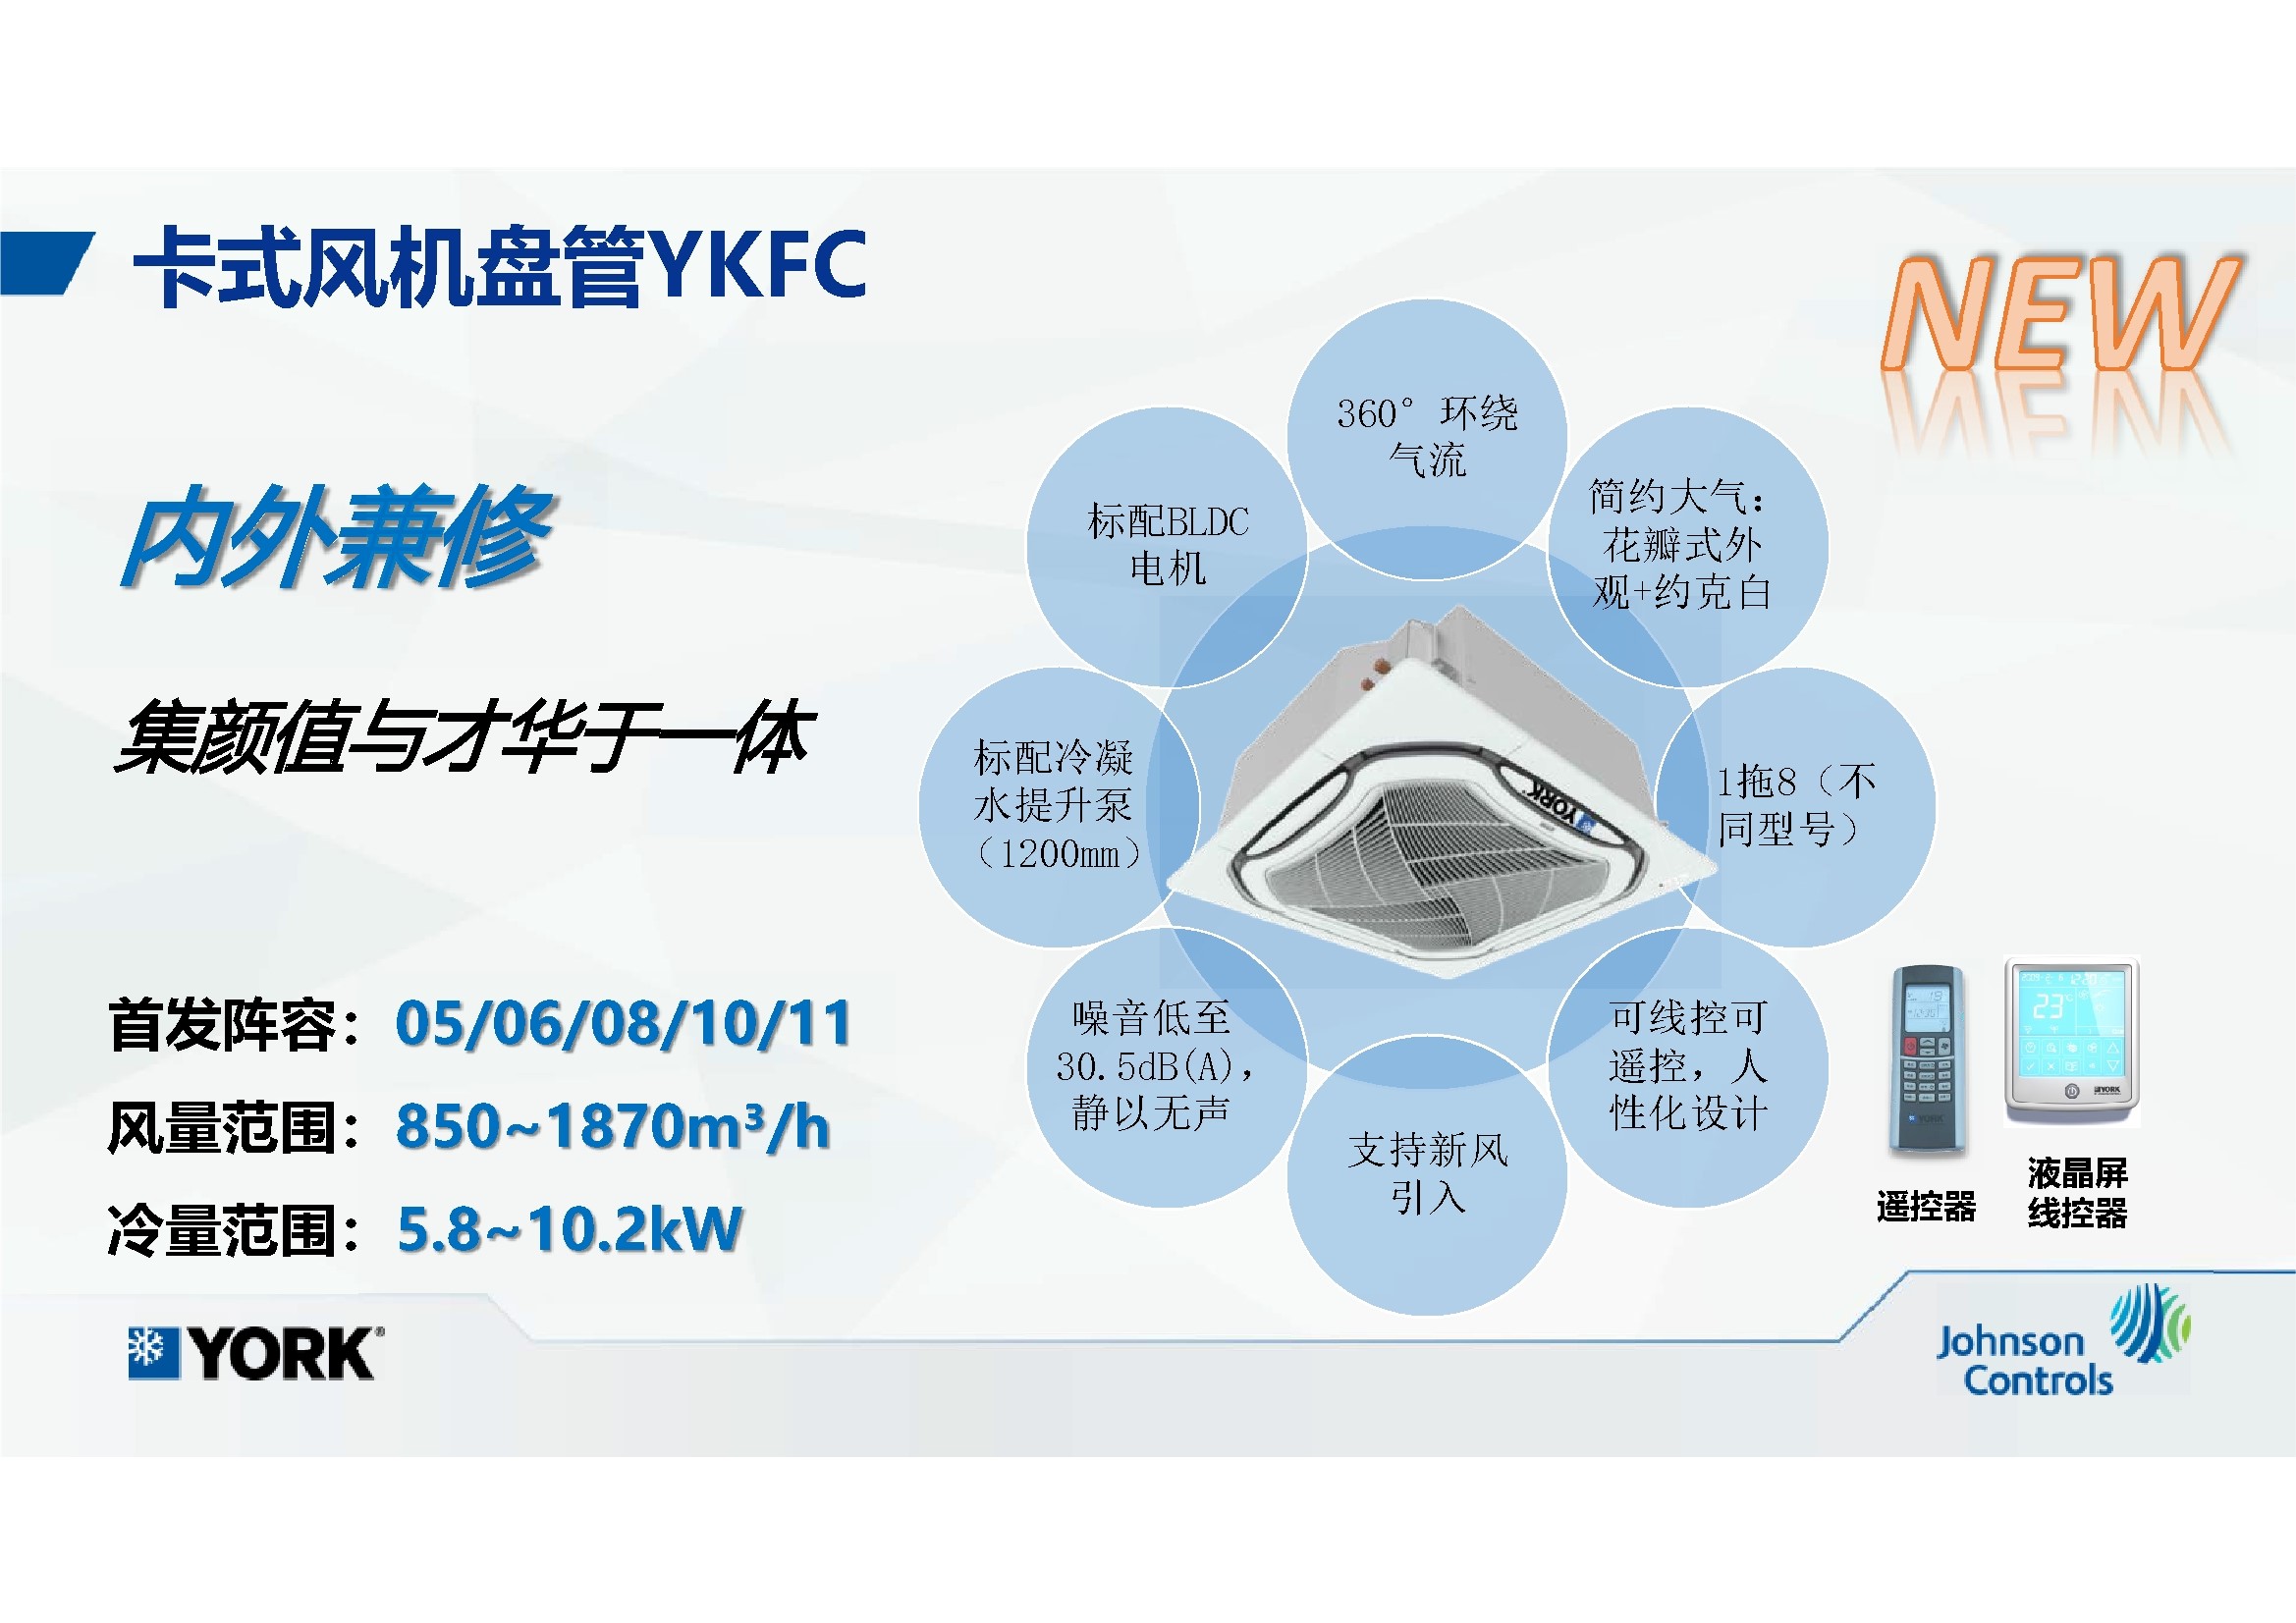 卡式风机盘管YKFC
NEW
内外兼修
集颜值与才华于一体
首发阵容：05/06/08/10/11
风量范围：850~1870m³/h
冷量范围：5.8~10.2kW
360°环绕
气流
简约大气：
花瓣式外
观+约克白
1拖8（不
同型号）
可线控可
遥控，人
性化设计
支持新风
引入
噪音低至
30.5dB(A)，
静以无声
标配冷凝
水提升泵
（1200mm）
标配BLDC
电机
YORK
23
YORK
YORK
遥控器
液晶屏
线控器
YORK®
Johnson
Controls